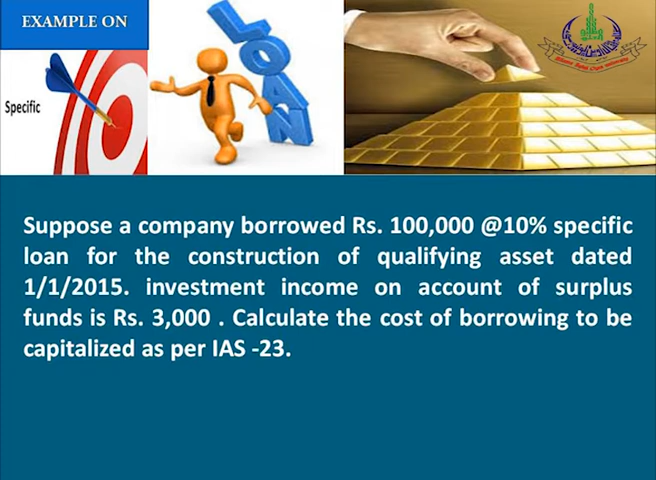 EXAMPLE ON
Specific
LOAN
Suppose a company borrowed Rs. 100,000 @10% specific
loan for the construction of qualifying asset dated
1/1/2015. investment income on account of surplus
funds is Rs. 3,000 . Calculate the cost of borrowing to be
capitalized as per IAS -23.